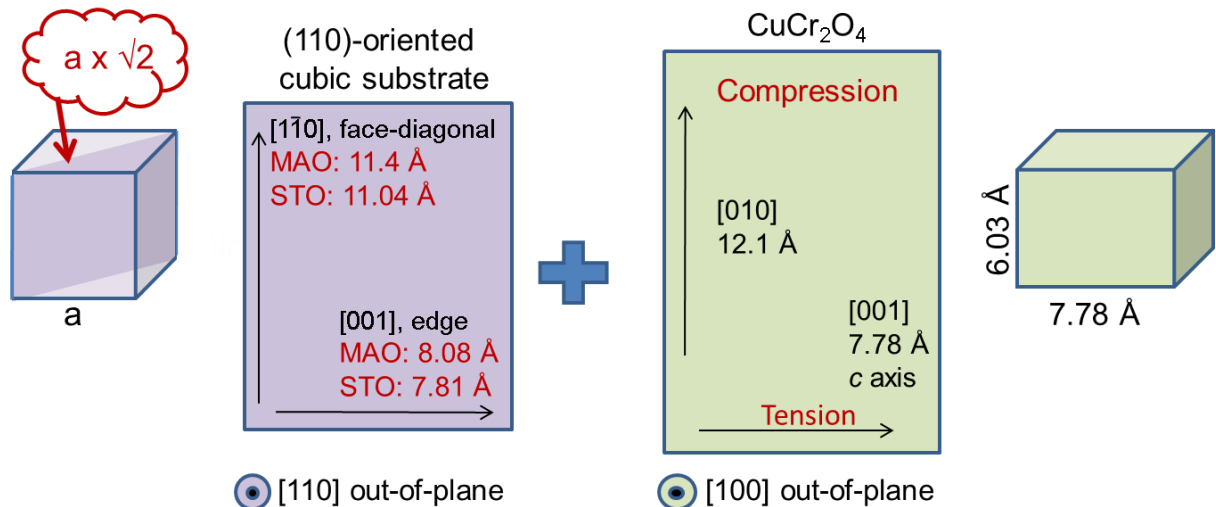 a x √2
a
(110)-oriented
cubic substrate
[11̄0], face-diagonal
MAO: 11.4 Å
STO: 11.04 Å
[001], edge
MAO: 8.08 Å
STO: 7.81 Å
[110] out-of-plane
CuCr₂O₄
Compression
[010]
12.1 Å
[001]
7.78 Å
c axis
Tension
[100] out-of-plane
6.03 Å
7.78 Å